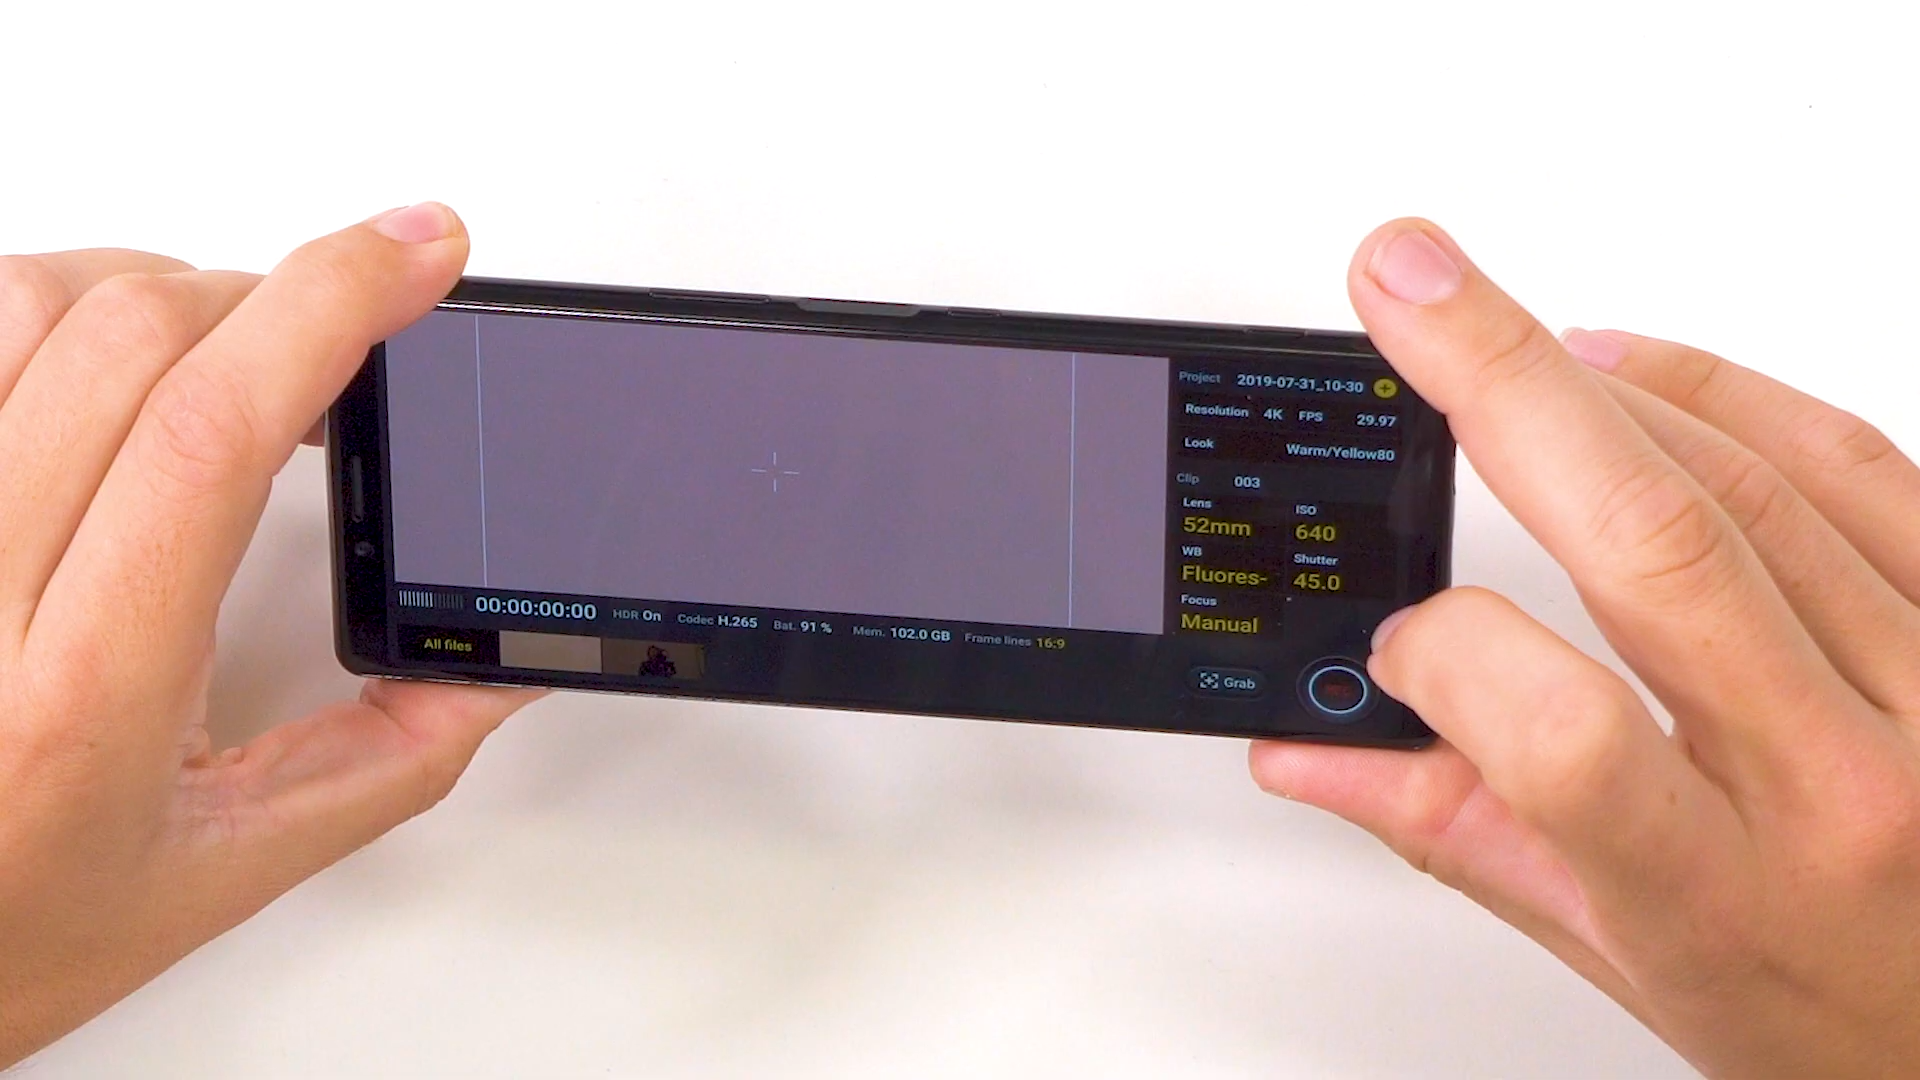 Project 2019-07-31_10-30
Resolution 4K FPS 29.97
Look Warm/Yellow80
Clip 003
Lens ISO
52mm 640
WB Shutter
Fluores- 45.0
Focus
Manual
00:00:00:00 HDR On Codec H.265 Bat. 91 % Mem. 102.0 GB Frame lines 16:9
All files
Grab
REC